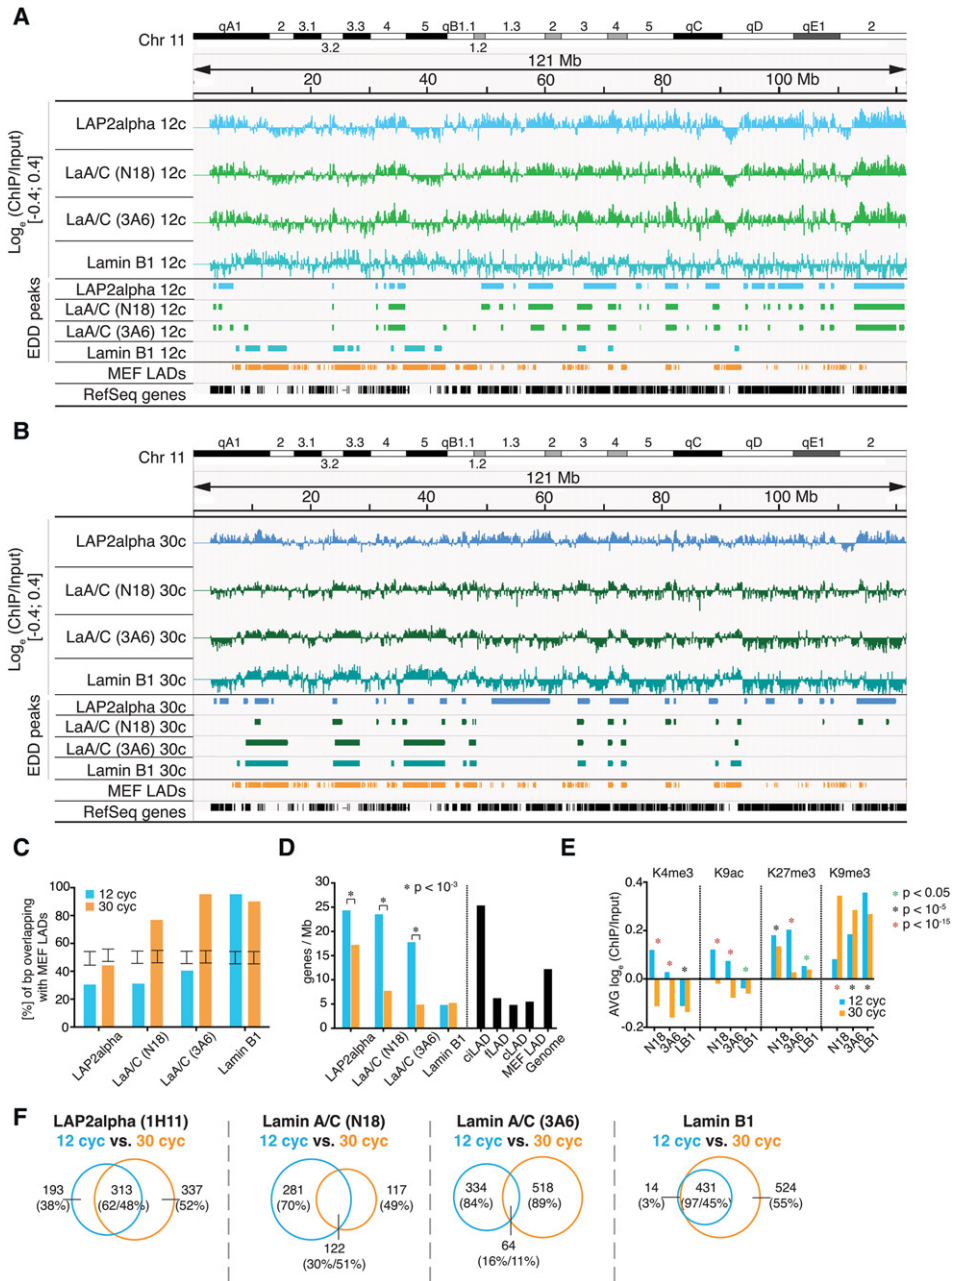 A
qA1 2 3.1 3.3 4 5 qB1.1 1.3 2 3 4 5 qC qD qE1 2
Chr 11
3.2 1.2
121 Mb
20 40 60 80 100 Mb
Log_e (ChIP/Input)
[-0.4; 0.4]
LAP2alpha 12c
LaA/C (N18) 12c
LaA/C (3A6) 12c
Lamin B1 12c
EDD peaks
LAP2alpha 12c
LaA/C (N18) 12c
LaA/C (3A6) 12c
Lamin B1 12c
MEF LADs
RefSeq genes
B
qA1 2 3.1 3.3 4 5 qB1.1 1.3 2 3 4 5 qC qD qE1 2
Chr 11
3.2 1.2
121 Mb
20 40 60 80 100 Mb
Log_e (ChIP/Input)
[-0.4; 0.4]
LAP2alpha 30c
LaA/C (N18) 30c
LaA/C (3A6) 30c
Lamin B1 30c
EDD peaks
LAP2alpha 30c
LaA/C (N18) 30c
LaA/C (3A6) 30c
Lamin B1 30c
MEF LADs
RefSeq genes
C
[%] of bp overlapping
with MEF LADs
100
80
60
40
20
0
12 cyc
30 cyc
LAP2alpha
LaA/C (N18)
LaA/C (3A6)
Lamin B1
D
genes / Mbs
30
25
20
15
10
5
0
* p < 10^-3
*
*
*
LAP2alpha
LaA/C (N18)
LaA/C (3A6)
Lamin B1
ciLAD
fLAD
cLAD
MEF LAD
Genome
E
K4me3 K9ac K27me3 K9me3
AVG log_e (ChIP/Input)
0.4
0.0
-0.2
* p < 0.05
* p < 10^-5
* p < 10^-15
* * *
* * *
* * *
* * *
12 cyc
30 cyc
N18 3A6 LB1
N18 3A6 LB1
N18 3A6 LB1
N18 3A6 LB1
F
LAP2alpha (1H11)
12 cyc vs. 30 cyc
193
(38%)
313
(62/48%)
337
(52%)
Lamin A/C (N18)
12 cyc vs. 30 cyc
281
(70%)
117
(49%)
122
(30%/51%)
Lamin A/C (3A6)
12 cyc vs. 30 cyc
334
(84%)
518
(89%)
64
(16%/11%)
Lamin B1
12 cyc vs. 30 cyc
14
(3%)
431
(97/45%)
524
(55%)